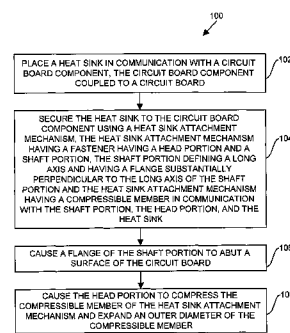 100
PLACE A HEAT SINK IN COMMUNICATION WITH A CIRCUIT
BOARD COMPONENT, THE CIRCUIT BOARD COMPONENT
COUPLED TO A CIRCUIT BOARD
102
SECURE THE HEAT SINK TO THE CIRCUIT BOARD
COMPONENT USING A HEAT SINK ATTACHMENT
MECHANISM, THE HEAT SINK ATTACHMENT MECHANISM
HAVING A FASTENER HAVING A HEAD PORTION AND A
SHAFT PORTION, THE SHAFT PORTION DEFINING A LONG
AXIS AND HAVING A FLANGE SUBSTANTIALLY
PERPENDICULAR TO THE LONG AXIS OF THE SHAFT
PORTION AND THE HEAT SINK ATTACHMENT MECHANISM
HAVING A COMPRESSIBLE MEMBER IN COMMUNICATION
WITH THE SHAFT PORTION, THE HEAD PORTION, AND THE
HEAT SINK
104
CAUSE A FLANGE OF THE SHAFT PORTION TO ABUT A
SURFACE OF THE CIRCUIT BOARD
CAUSE THE HEAD PORTION TO COMPRESS THE
COMPRESSIBLE MEMBER OF THE HEAT SINK ATTACHMENT
MECHANISM AND EXPAND AN OUTER DIAMETER OF THE
COMPRESSIBLE MEMBER